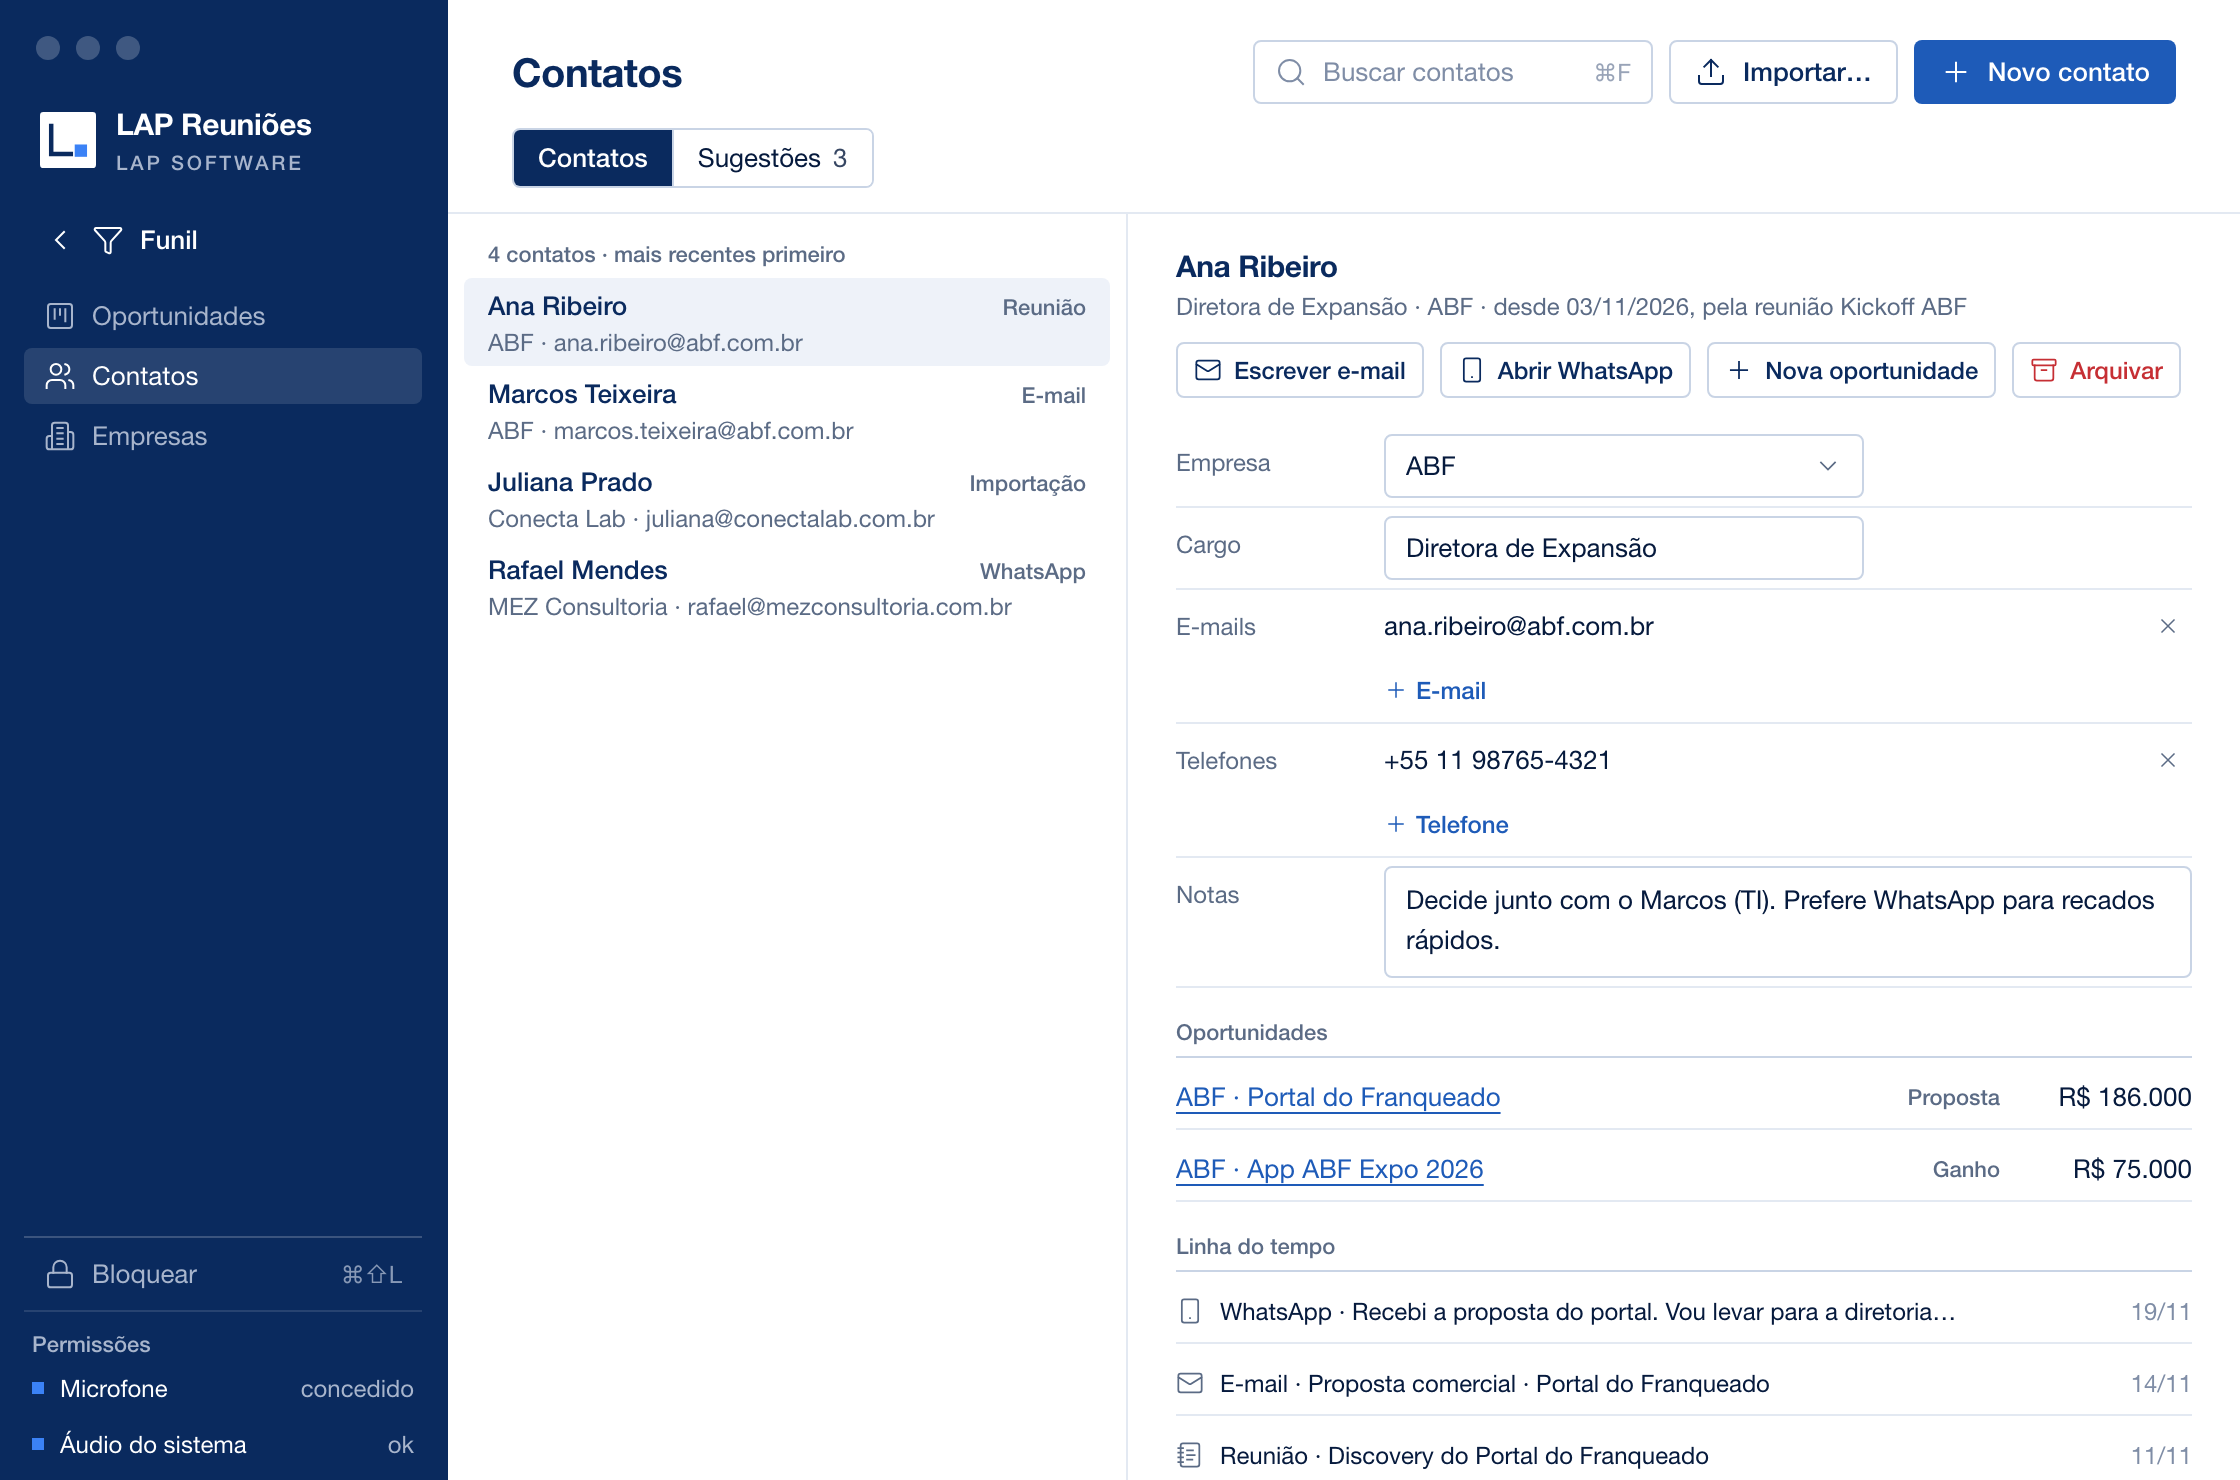 LAP Reuniões
LAP SOFTWARE
Funil
Oportunidades
Contatos
Empresas
Bloquear ⌘⇧L
Permissões
Microfone concedido
Áudio do sistema ok
Contatos
Buscar contatos ⌘F
Importar…
Novo contato
Contatos
Sugestões 3
4 contatos · mais recentes primeiro
Ana Ribeiro Reunião
ABF · ana.ribeiro@abf.com.br
Marcos Teixeira E-mail
ABF · marcos.teixeira@abf.com.br
Juliana Prado Importação
Conecta Lab · juliana@conectalab.com.br
Rafael Mendes WhatsApp
MEZ Consultoria · rafael@mezconsultoria.com.br
Ana Ribeiro
Diretora de Expansão · ABF · desde 03/11/2026, pela reunião Kickoff ABF
Escrever e-mail
Abrir WhatsApp
Nova oportunidade
Arquivar
Empresa ABF
Cargo Diretora de Expansão
E-mails ana.ribeiro@abf.com.br
+ E-mail
Telefones +55 11 98765-4321
+ Telefone
Notas Decide junto com o Marcos (TI). Prefere WhatsApp para recados
rápidos.
Oportunidades
ABF · Portal do Franqueado Proposta R$ 186.000
ABF · App ABF Expo 2026 Ganho R$ 75.000
Linha do tempo
WhatsApp · Recebi a proposta do portal. Vou levar para a diretoria… 19/11
E-mail · Proposta comercial · Portal do Franqueado 14/11
Reunião · Discovery do Portal do Franqueado 11/11